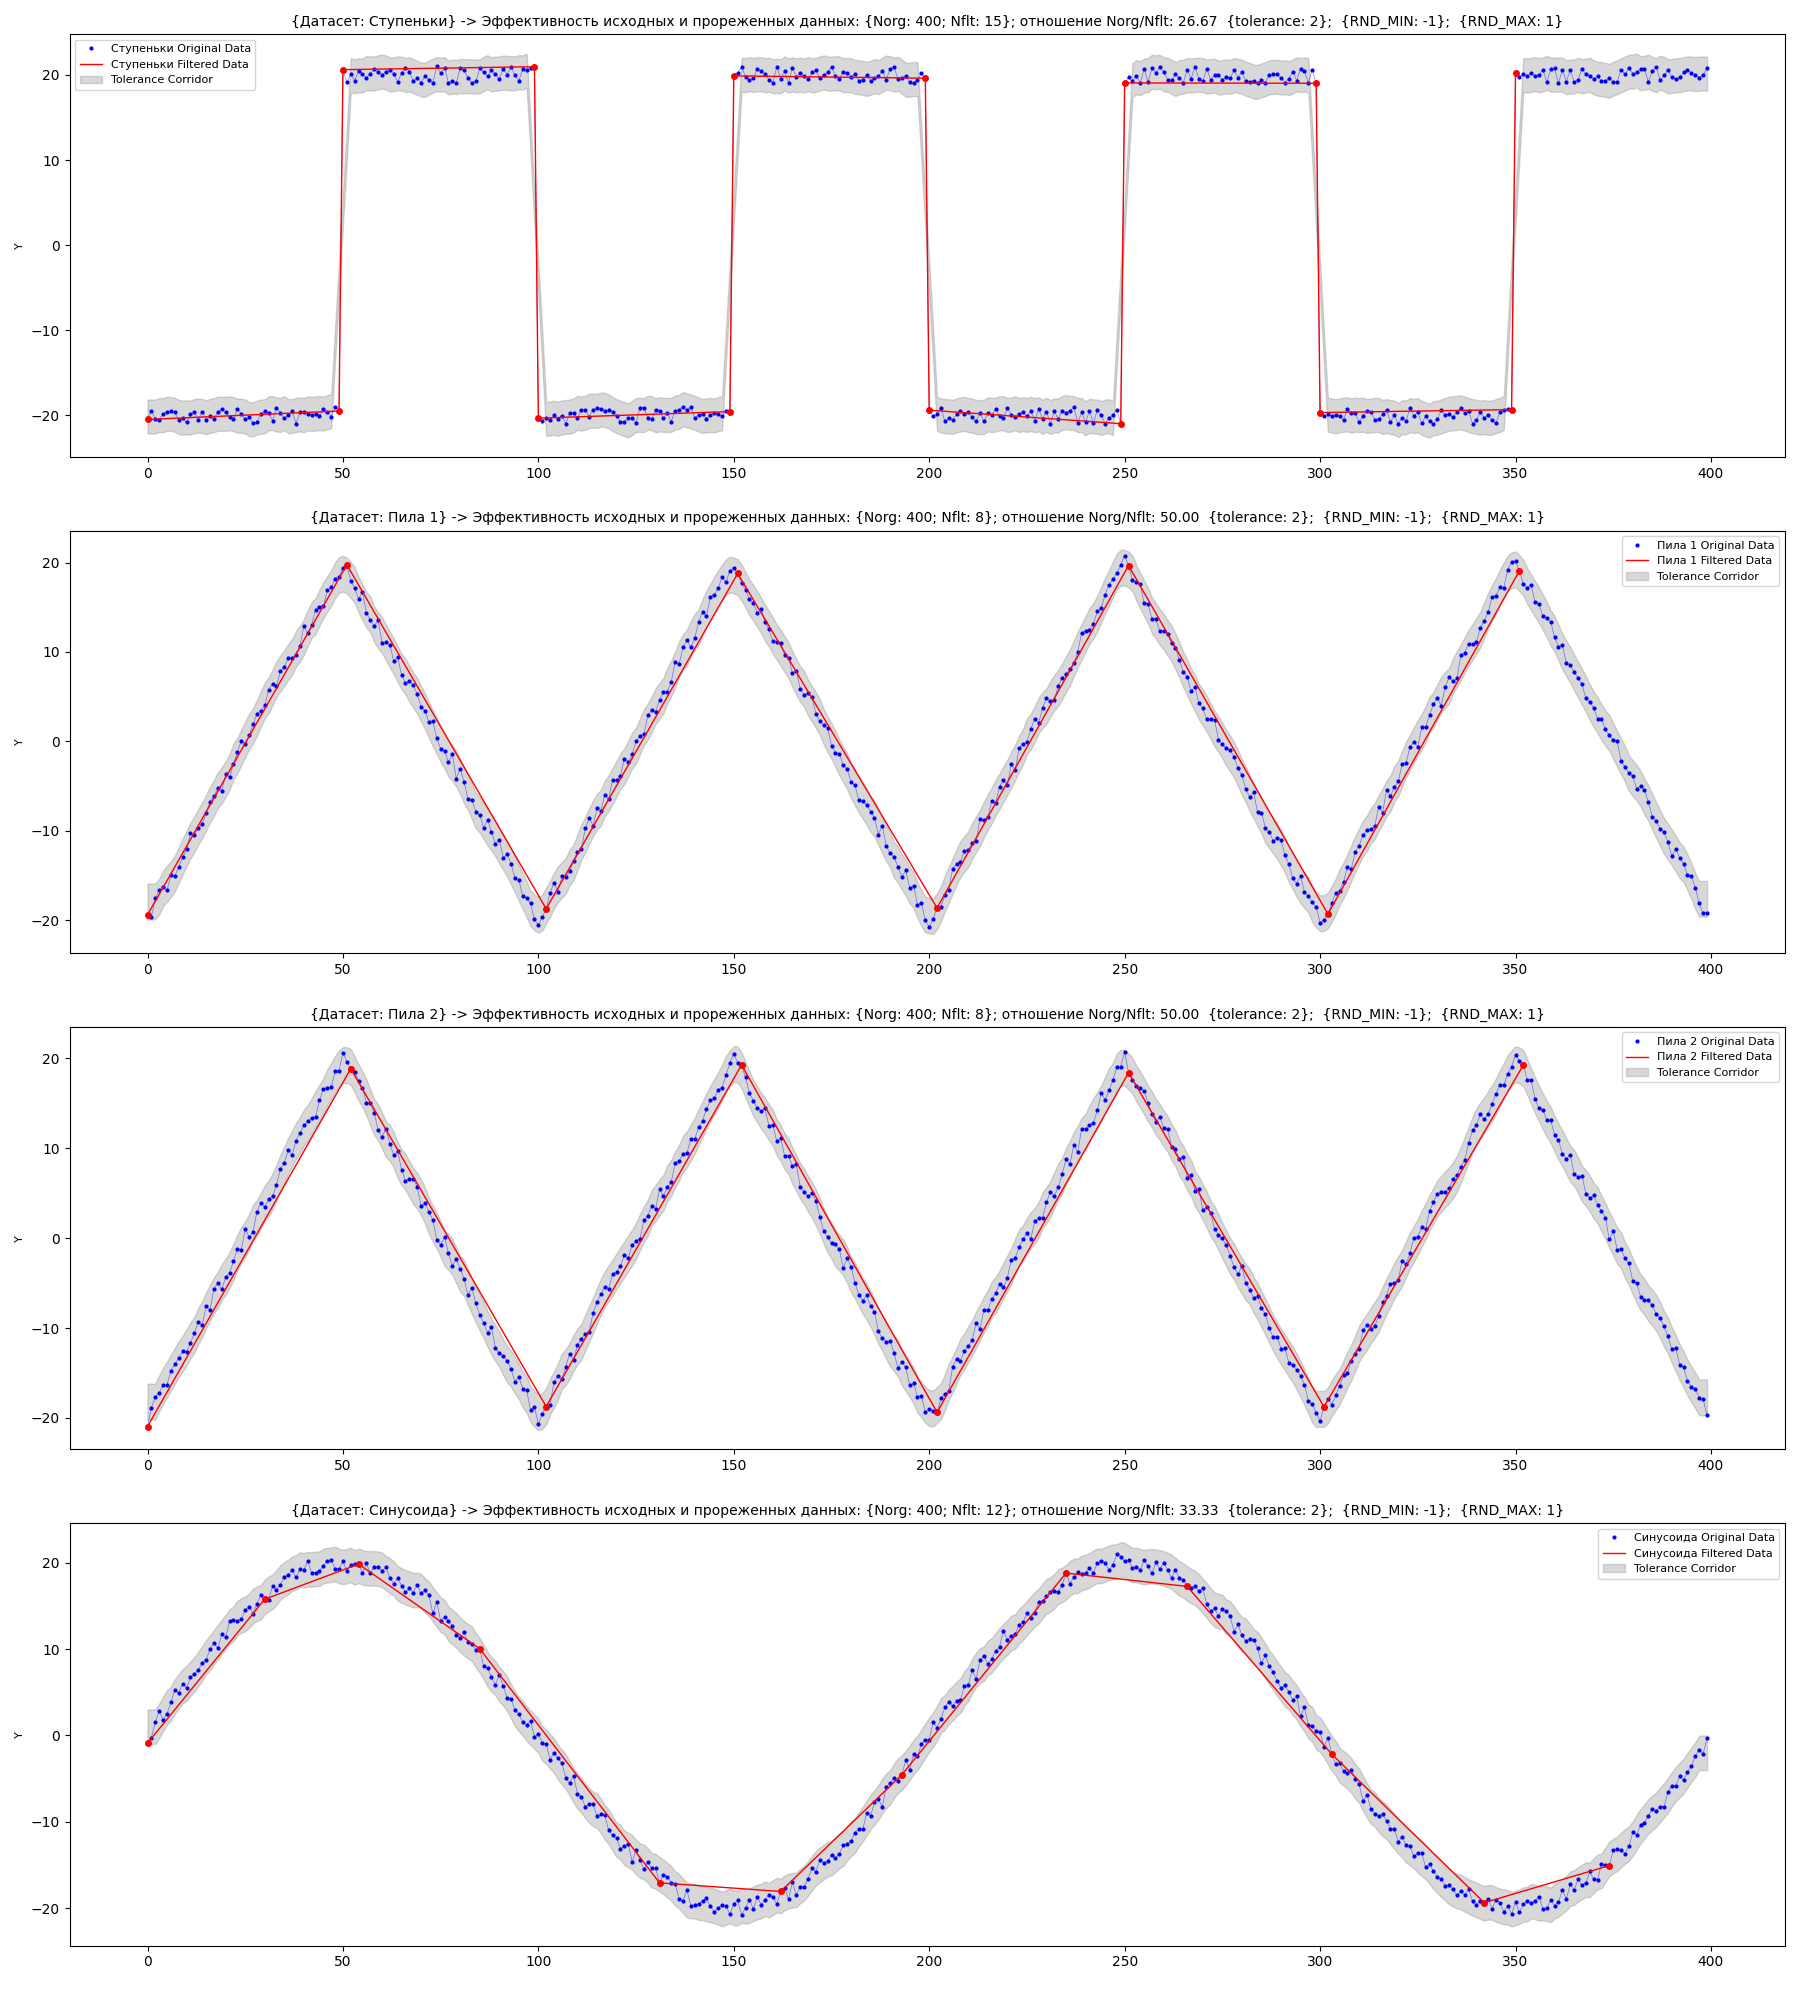 {Датасет: Ступеньки} -> Эффективность исходных и прореженных данных: {Norg: 400; Nflt: 15}; отношение Norg/Nflt: 26.67 {tolerance: 2}; {RND_MIN: -1}; {RND_MAX: 1}
Ступеньки Original Data
Ступеньки Filtered Data
Tolerance Corridor
20
10
0
−10
−20
Y
0 50 100 150 200 250 300 350 400
{Датасет: Пила 1} -> Эффективность исходных и прореженных данных: {Norg: 400; Nflt: 8}; отношение Norg/Nflt: 50.00 {tolerance: 2}; {RND_MIN: -1}; {RND_MAX: 1}
Пила 1 Original Data
Пила 1 Filtered Data
Tolerance Corridor
20
10
0
−10
−20
Y
0 50 100 150 200 250 300 350 400
{Датасет: Пила 2} -> Эффективность исходных и прореженных данных: {Norg: 400; Nflt: 8}; отношение Norg/Nflt: 50.00 {tolerance: 2}; {RND_MIN: -1}; {RND_MAX: 1}
Пила 2 Original Data
Пила 2 Filtered Data
Tolerance Corridor
20
10
0
−10
−20
Y
0 50 100 150 200 250 300 350 400
{Датасет: Синусоида} -> Эффективность исходных и прореженных данных: {Norg: 400; Nflt: 12}; отношение Norg/Nflt: 33.33 {tolerance: 2}; {RND_MIN: -1}; {RND_MAX: 1}
Синусоида Original Data
Синусоида Filtered Data
Tolerance Corridor
20
10
0
−10
−20
Y
0 50 100 150 200 250 300 350 400